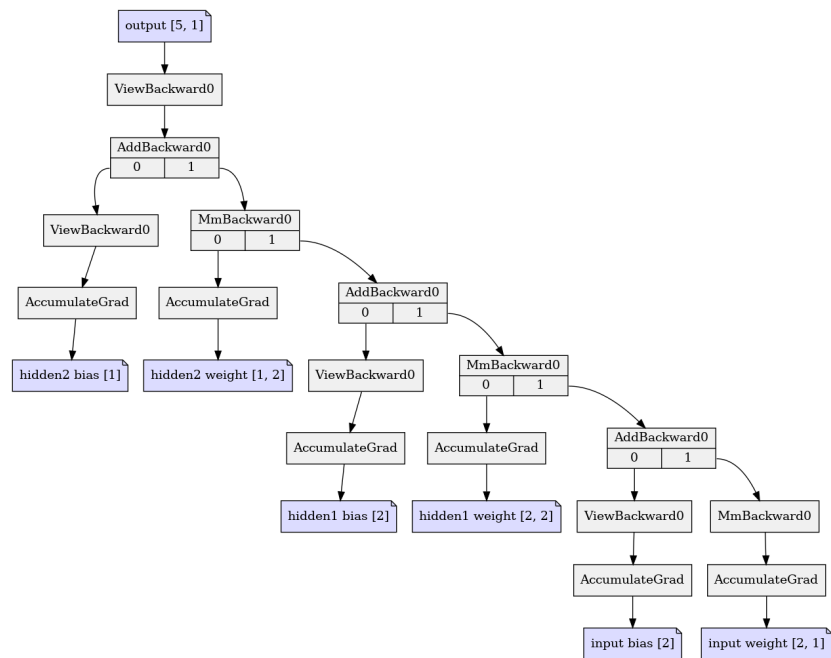 output [5, 1]
ViewBackward0
AddBackward0
0 1
ViewBackward0
MmBackward0
0 1
AccumulateGrad
AccumulateGrad
AddBackward0
0 1
hidden2 bias [1]
hidden2 weight [1, 2]
ViewBackward0
MmBackward0
0 1
AccumulateGrad
AccumulateGrad
AddBackward0
0 1
hidden1 bias [2]
hidden1 weight [2, 2]
ViewBackward0
MmBackward0
AccumulateGrad
AccumulateGrad
input bias [2]
input weight [2, 1]